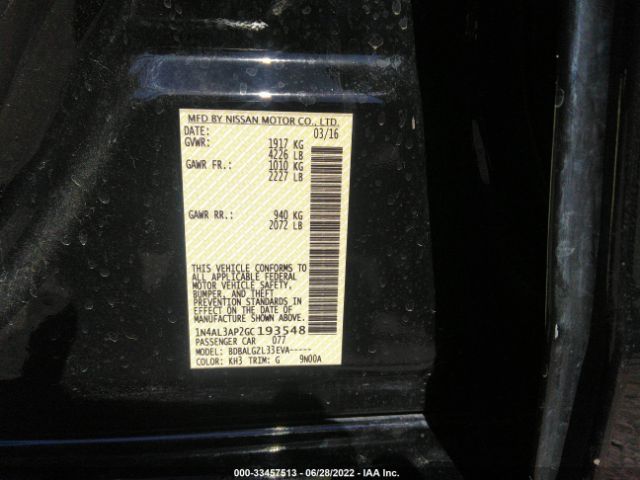 MFD BY NISSAN MOTOR CO., LTD.
DATE: 03/16
GVWR: 1917 KG
4226 LB
GAWR FR.: 1010 KG
2227 LB
GAWR RR.: 940 KG
2072 LB
THIS VEHICLE CONFORMS TO
ALL APPLICABLE FEDERAL
MOTOR VEHICLE SAFETY,
BUMPER, AND THEFT
PREVENTION STANDARDS IN
EFFECT ON THE DATE OF
MANUFACTURE SHOWN ABOVE.
1N4AL3AP2GC193548
PASSENGER CAR 077
MODEL: BDBALGZL33EVA-----
COLOR: KH3 TRIM: G 9N00A
000-33457513 - 06/28/2022 - IAA Inc.